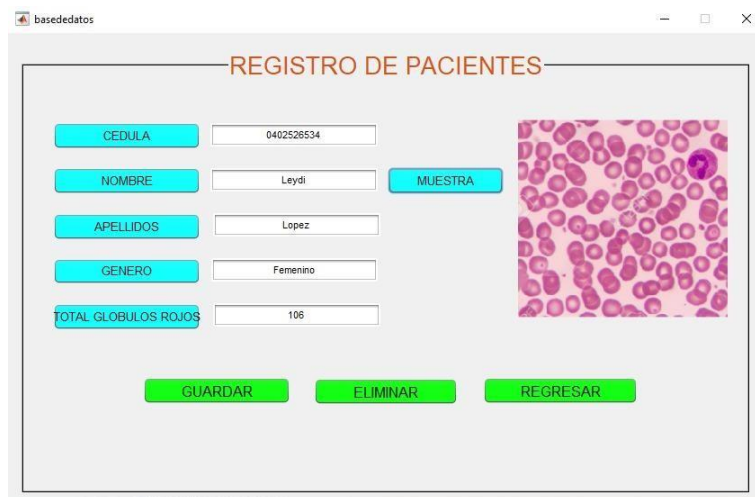 basededatos
REGISTRO DE PACIENTES
CEDULA 0402526534
NOMBRE Leydi MUESTRA
APELLIDOS Lopez
GENERO Femenino
TOTAL GLOBULOS ROJOS 106
GUARDAR ELIMINAR REGRESAR